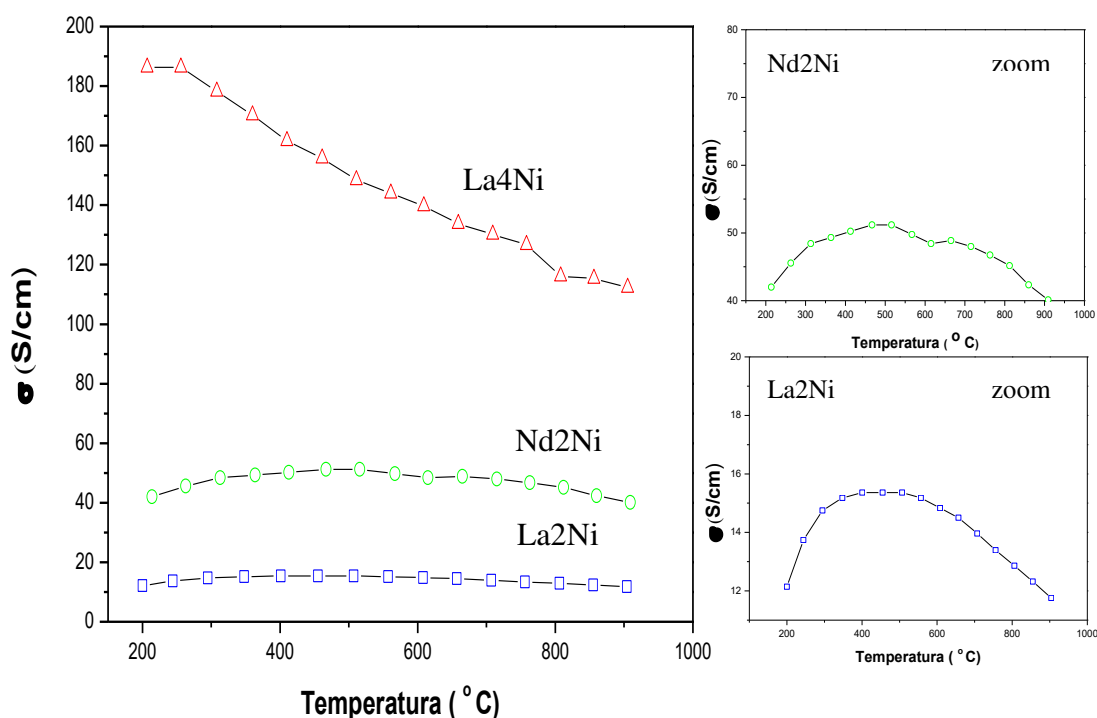 200
180
160
140
120
100
80
60
40
20
0
σ (S/cm)
La4Ni
Nd2Ni
La2Ni
200 400 600 800 1000
Temperatura ( °C)
80
70
60
50
40
σ (S/cm)
Nd2Ni zoom
200 300 400 500 600 700 800 900 1000
Temperatura ( °C)
20
18
16
14
12
σ (S/cm)
La2Ni zoom
200 400 600 800 1000
Temperatura ( °C)